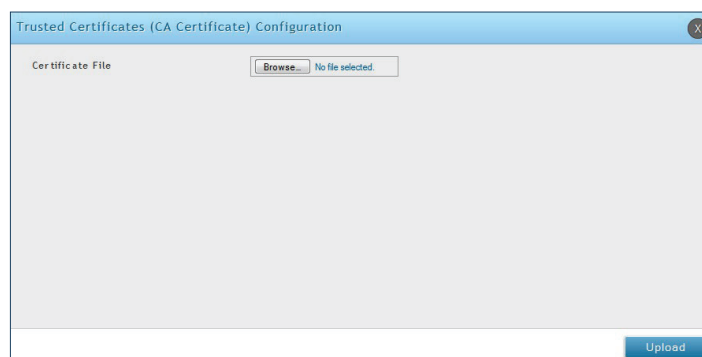 Trusted Certificates (CA Certificate) Configuration
X
Certificate File
Browse... No file selected.
Upload